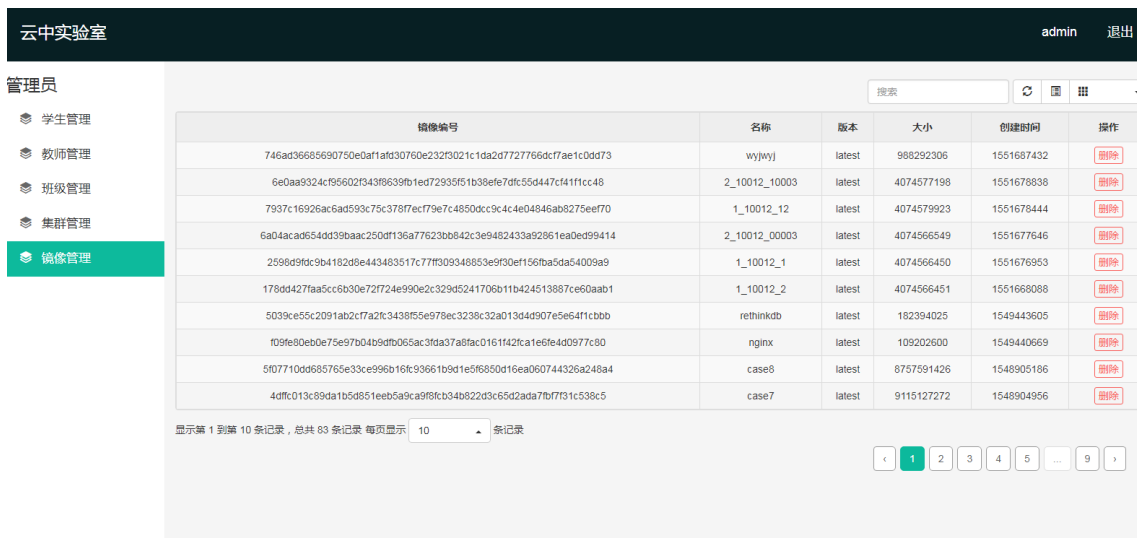 云中实验室 admin 退出
管理员
学生管理
教师管理
班级管理
集群管理
镜像管理
搜索
镜像编号 名称 版本 大小 创建时间 操作
746ad36685690750e0af1afd30760e232f3021c1da2d7727766dcf7ae1c0dd73 wyjwyj latest 988292306 1551687432 删除
6e0aa9324cf95602f343f8639fb1ed72935f51b38efe7dfc55d447cf41f1cc48 2_10012_10003 latest 4074577198 1551678838 删除
7937c16926ac6ad593c75c378f7ecf79e7c4850dcc9c4c4e04846ab8275eef70 1_10012_12 latest 4074579923 1551678444 删除
6a04acad654dd39baac250df136a77623bb842c3e9482433a92861ea0ed99414 2_10012_00003 latest 4074566549 1551677646 删除
2598d9fdc9b4182d8e443483517c77ff309348853e9f30ef156fba5da54009a9 1_10012_1 latest 4074566450 1551676953 删除
178dd427faa5cc6b30e72f724e990e2c329d5241706b11b424513887ce60aab1 1_10012_2 latest 4074566451 1551668088 删除
5039ce55c2091ab2cf7a2fc3438f55e978ec3238c32a013d4d907e5e64f1cbbb rethinkdb latest 182394025 1549443605 删除
f09fe80eb0e75e97b04b9dfb065ac3fda37a8fac0161f42fca1e6fe4d0977c80 nginx latest 109202600 1549440669 删除
5f07710dd685765e33ce996b16fc93661b9d1e5f6850d16ea060744326a248a4 case8 latest 8757591426 1548905186 删除
4dffc013c89da1b5d851eeb5a9ca9f8fcb34b822d3c65d2ada7fbf7f31c538c5 case7 latest 9115127272 1548904956 删除
显示第 1 到第 10 条记录，总共 83 条记录 每页显示 10 条记录
‹ 1 2 3 4 5 ... 9 ›